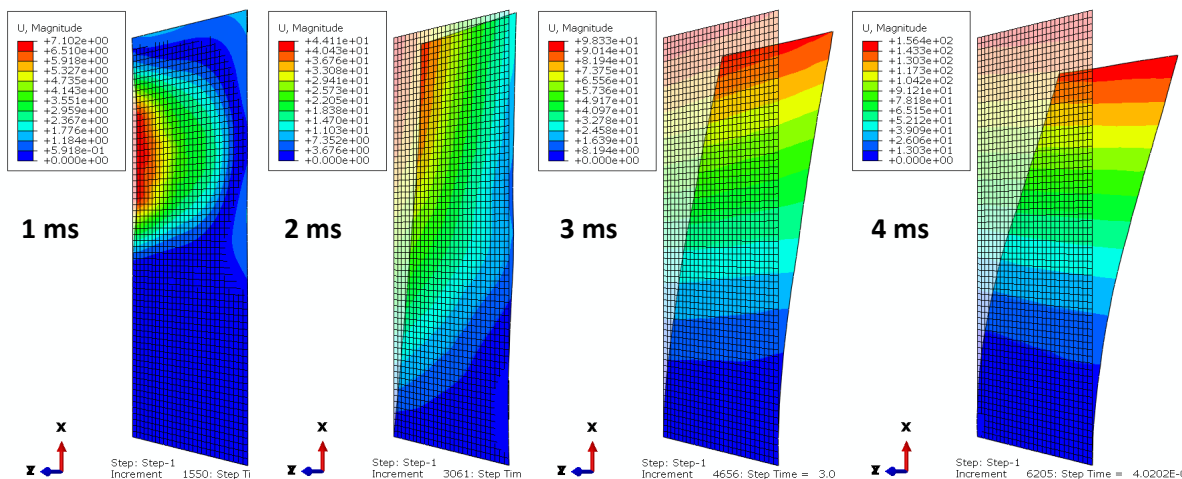 U, Magnitude
+7.102e+00
+6.510e+00
+5.918e+00
+5.327e+00
+4.735e+00
+4.143e+00
+3.551e+00
+2.959e+00
+2.367e+00
+1.776e+00
+1.184e+00
+5.918e-01
+0.000e+00
1 ms
X
Z
Step: Step-1
Increment 1550: Step Ti
U, Magnitude
+4.411e+01
+4.043e+01
+3.676e+01
+3.308e+01
+2.941e+01
+2.573e+01
+2.205e+01
+1.838e+01
+1.470e+01
+1.103e+01
+7.352e+00
+3.676e+00
+0.000e+00
2 ms
X
Z
Step: Step-1
Increment 3061: Step Tim
U, Magnitude
+9.833e+01
+9.014e+01
+8.194e+01
+7.375e+01
+6.556e+01
+5.736e+01
+4.917e+01
+4.097e+01
+3.278e+01
+2.458e+01
+1.639e+01
+8.194e+00
+0.000e+00
3 ms
X
Z
Step: Step-1
Increment 4656: Step Time = 3.0
U, Magnitude
+1.564e+02
+1.433e+02
+1.303e+02
+1.173e+02
+1.042e+02
+9.121e+01
+7.818e+01
+6.515e+01
+5.212e+01
+3.909e+01
+2.606e+01
+1.303e+01
+0.000e+00
4 ms
X
Z
Step: Step-1
Increment 6205: Step Time = 4.0202E-